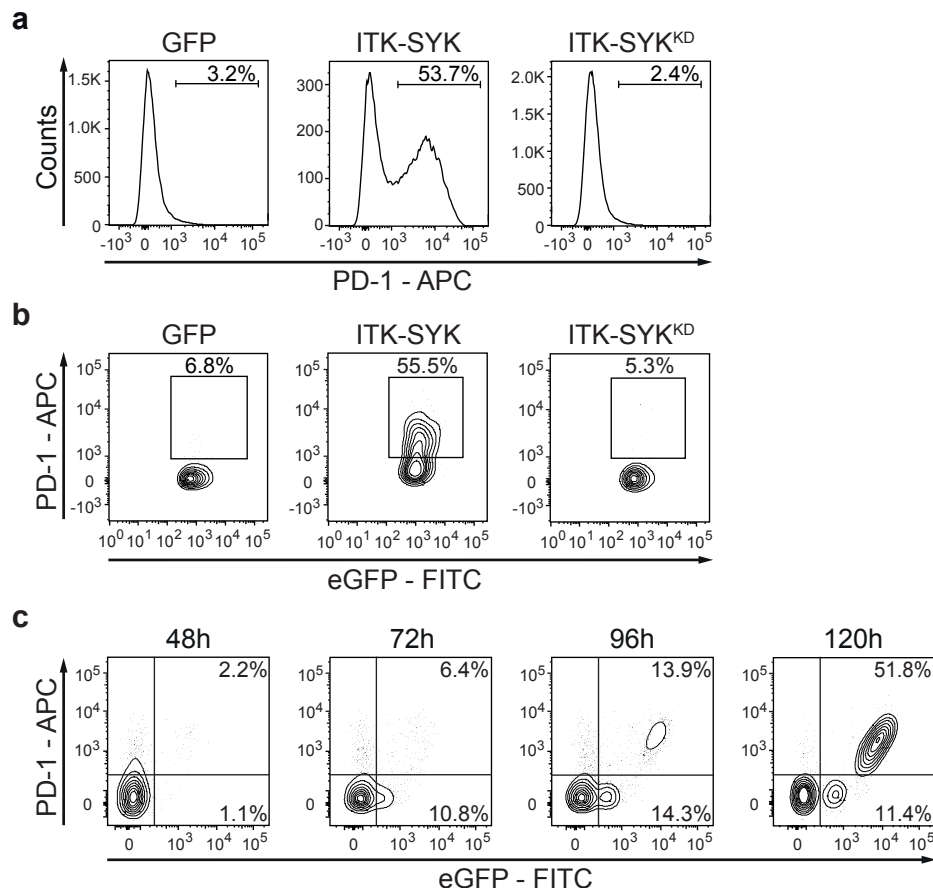 a
GFP ITK-SYK ITK-SYK^KD
3.2% 53.7% 2.4%
1.5K 300 2.0K
1.0K 200 1.5K
500 100 1.0K
0 0 500
0
-10³ 0 10³ 10⁴ 10⁵ -10³ 0 10³ 10⁴ 10⁵ -10³ 0 10³ 10⁴ 10⁵
Counts
PD-1 - APC
b
GFP ITK-SYK ITK-SYK^KD
6.8% 55.5% 5.3%
10⁵ 10⁵ 10⁵
10⁴ 10⁴ 10⁴
10³ 10³ 10³
0 0 0
-10³ -10³ -10³
10⁰ 10¹ 10² 10³ 10⁴ 10⁵ 10⁰ 10¹ 10² 10³ 10⁴ 10⁵ 10⁰ 10¹ 10² 10³ 10⁴ 10⁵
PD-1 - APC
eGFP - FITC
c
48h 72h 96h 120h
2.2% 6.4% 13.9% 51.8%
10⁵ 10⁵ 10⁵ 10⁵
10⁴ 10⁴ 10⁴ 10⁴
10³ 10³ 10³ 10³
0 0 0 0
1.1% 10.8% 14.3% 11.4%
0 10³ 10⁴ 10⁵ 0 10³ 10⁴ 10⁵ 0 10³ 10⁴ 10⁵ 0 10³ 10⁴ 10⁵
PD-1 - APC
eGFP - FITC